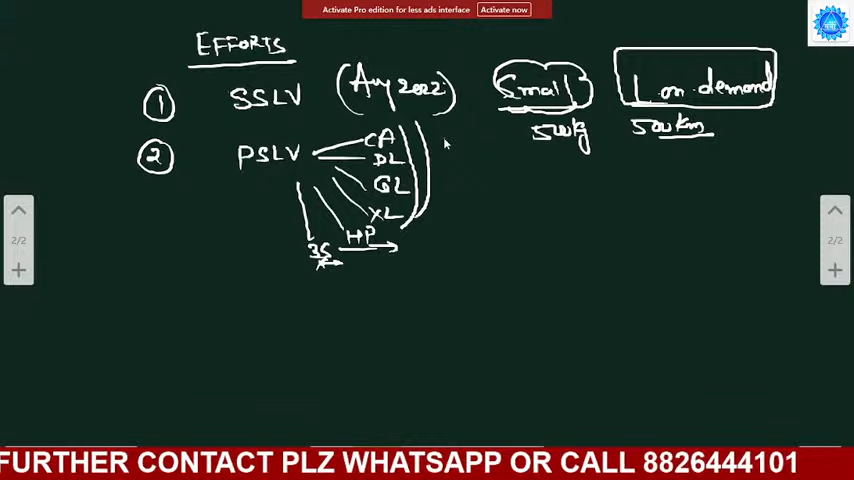 Activate Pro edition for less ads interface Activate now
EFFORTS
1 SSLV (Aug 2022) Small L on demand
500kg 500km
2 PSLV CA
DL
QL
XL
HP
3S
2/2 2/2
FURTHER CONTACT PLZ WHATSAPP OR CALL 8826444101